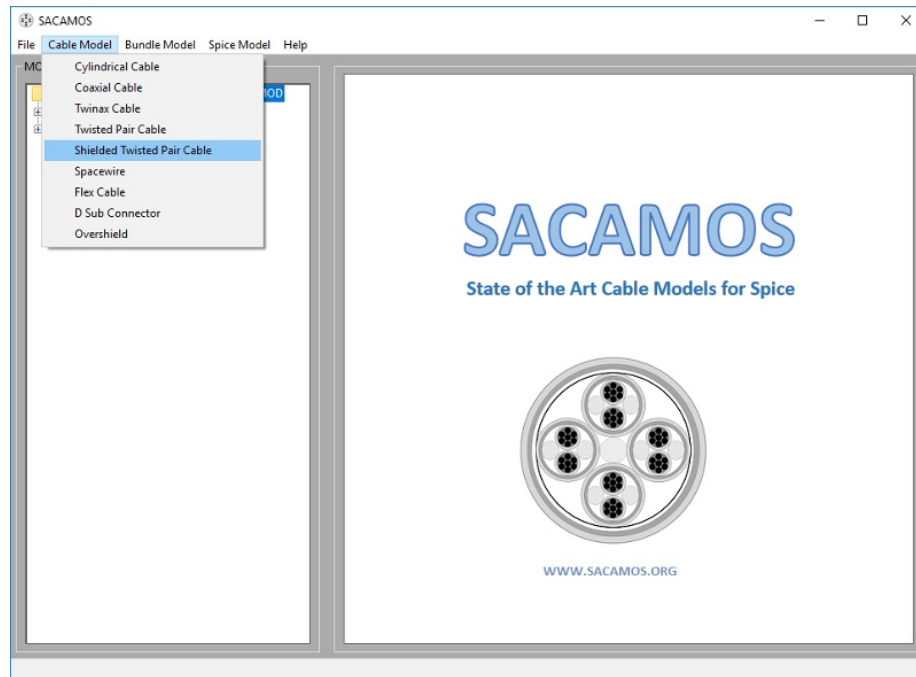 SACAMOS
File Cable Model Bundle Model Spice Model Help
MO
Cylindrical Cable
Coaxial Cable
IOD
Twinax Cable
Twisted Pair Cable
Shielded Twisted Pair Cable
Spacewire
Flex Cable
D Sub Connector
Overshield
SACAMOS
State of the Art Cable Models for Spice
WWW.SACAMOS.ORG